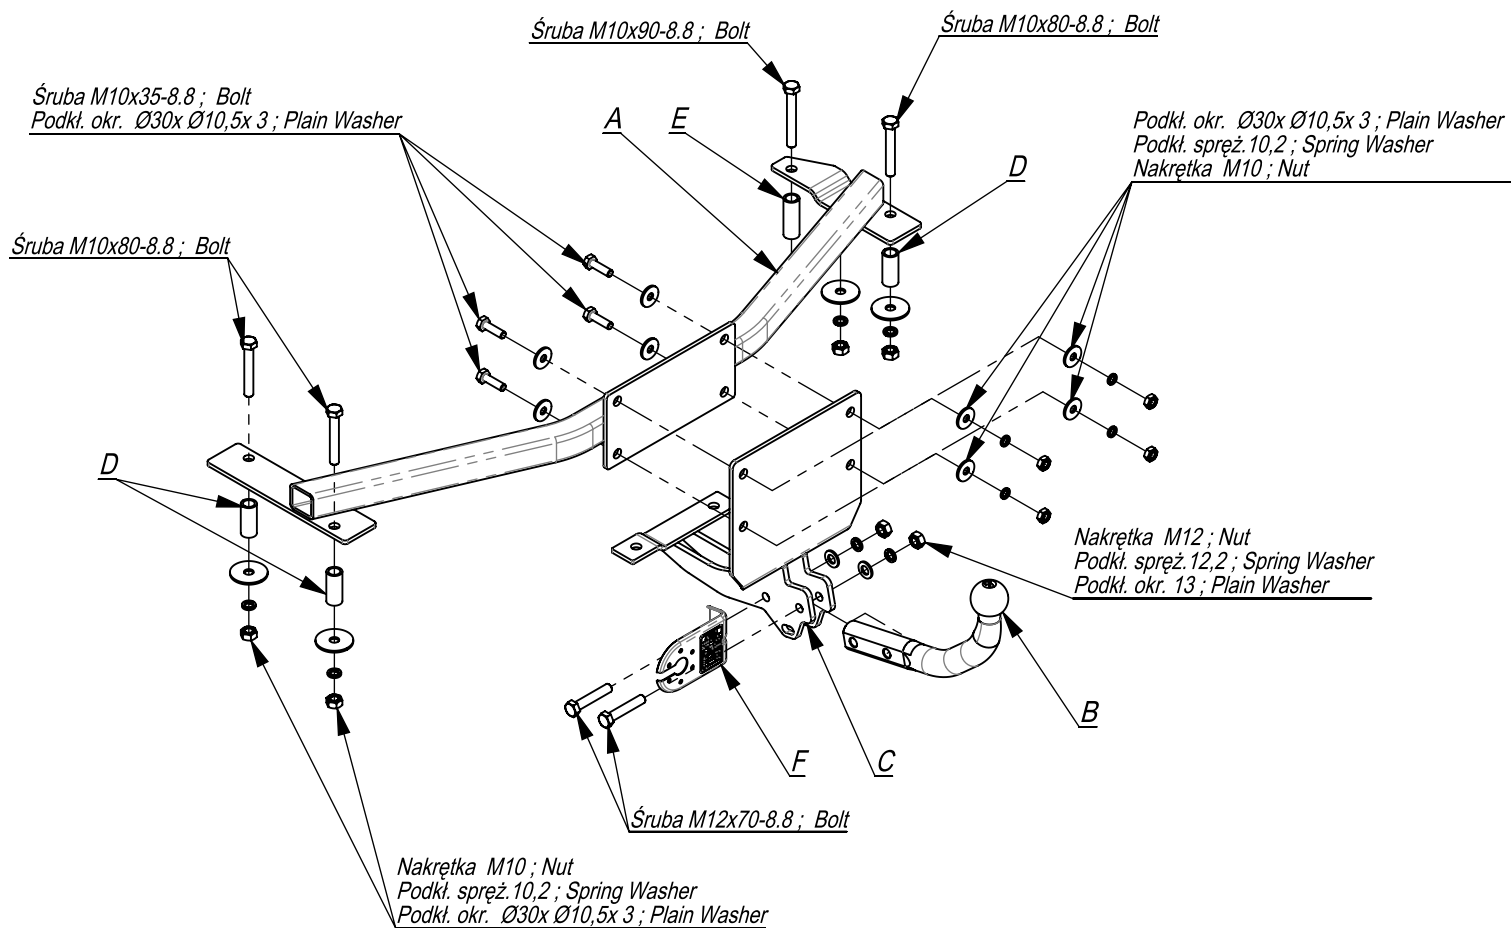 Śruba M10x90-8.8 ; Bolt
Śruba M10x80-8.8 ; Bolt
Śruba M10x35-8.8 ; Bolt
Podkł. okr. Ø30x Ø10,5x 3 ; Plain Washer
A
E
D
Podkł. okr. Ø30x Ø10,5x 3 ; Plain Washer
Podkł. spręż.10,2 ; Spring Washer
Nakrętka M10 ; Nut
Śruba M10x80-8.8 ; Bolt
D
Nakrętka M12 ; Nut
Podkł. spręż.12,2 ; Spring Washer
Podkł. okr. 13 ; Plain Washer
B
F
C
Śruba M12x70-8.8 ; Bolt
Nakrętka M10 ; Nut
Podkł. spręż.10,2 ; Spring Washer
Podkł. okr. Ø30x Ø10,5x 3 ; Plain Washer